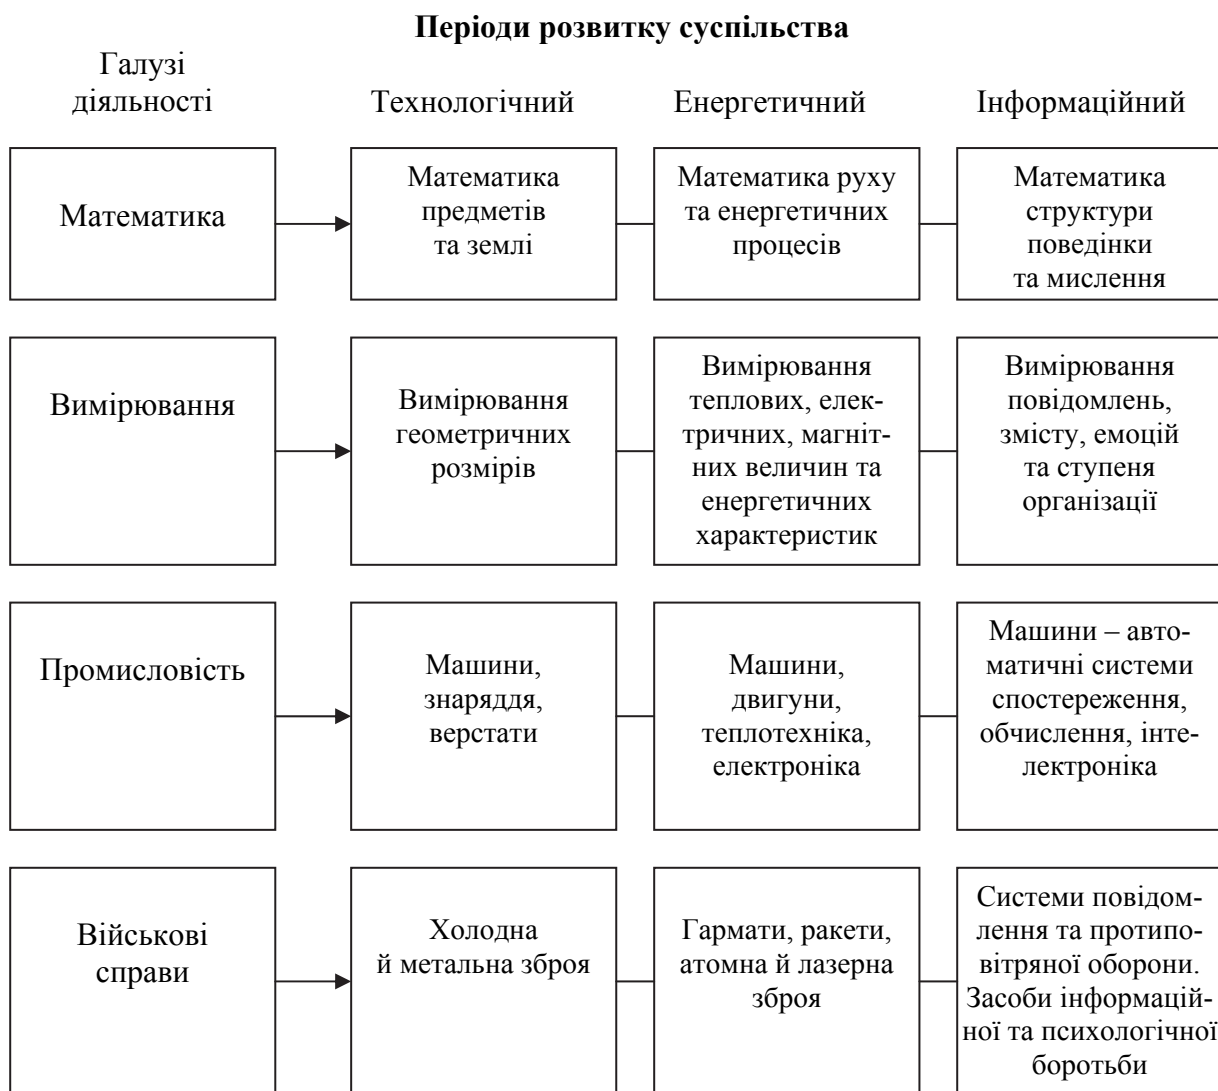 Періоди розвитку суспільства
Галузі
діяльності
Технологічний
Енергетичний
Інформаційний
Математика
Математика
предметів
та землі
Математика руху
та енергетичних
процесів
Математика
структури
поведінки
та мислення
Вимірювання
Вимірювання
геометричних
розмірів
Вимірювання
теплових, елек-
тричних, магніт-
них величин та
енергетичних
характеристик
Вимірювання
повідомлень,
змісту, емоцій
та ступеня
організації
Промисловість
Машини,
знаряддя,
верстати
Машини,
двигуни,
теплотехніка,
електроніка
Машини – авто-
матичні системи
спостереження,
обчислення, інте-
лектроніка
Військові
справи
Холодна
й метальна зброя
Гармати, ракети,
атомна й лазерна
зброя
Системи повідом-
лення та протипо-
вітряної оборони.
Засоби інформацій-
ної та психологічної
боротьби